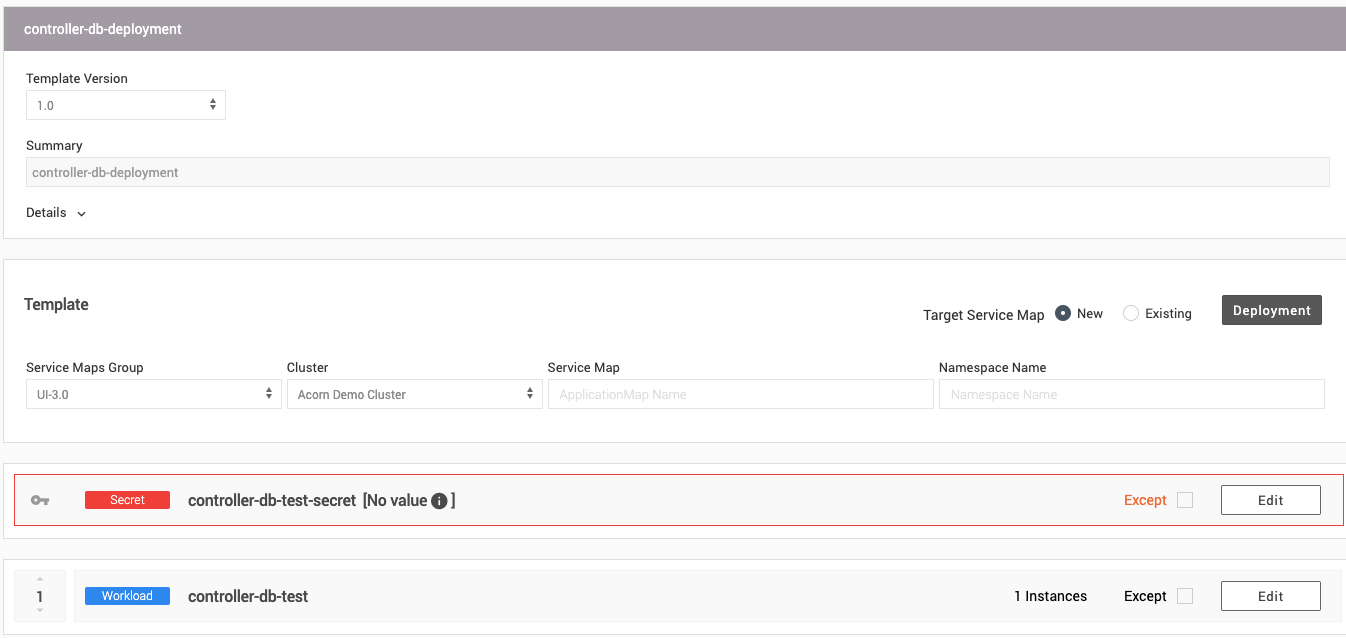 controller-db-deployment
Template Version
1.0
Summary
controller-db-deployment
Details
Template
Target Service Map New Existing Deployment
Service Maps Group Cluster Service Map Namespace Name
UI-3.0 Acorn Demo Cluster ApplicationMap Name Namespace Name
Secret controller-db-test-secret [No value i ] Except Edit
1 Workload controller-db-test 1 Instances Except Edit